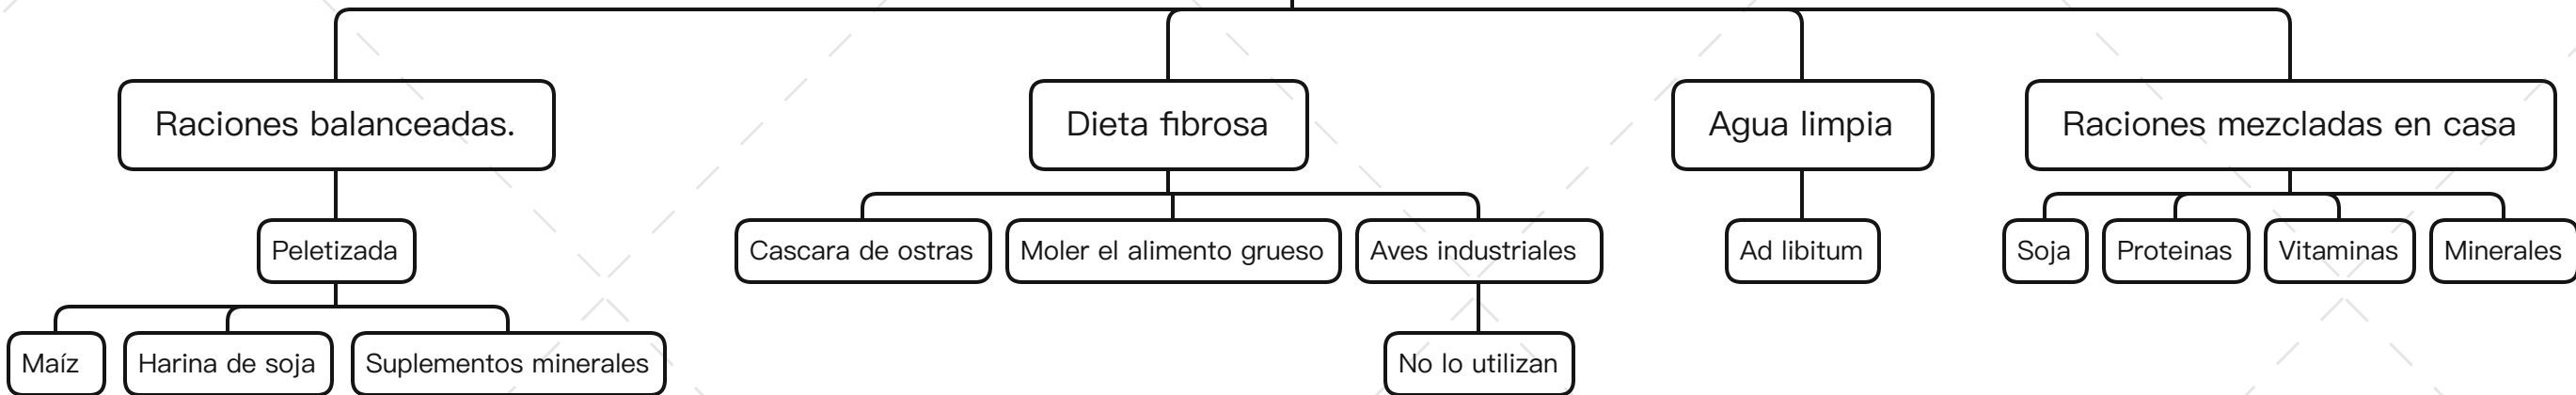 Raciones balanceadas.
Dieta fibrosa
Agua limpia
Raciones mezcladas en casa
Peletizada
Cascara de ostras
Moler el alimento grueso
Aves industriales
Ad libitum
Soja
Proteinas
Vitaminas
Minerales
Maíz
Harina de soja
Suplementos minerales
No lo utilizan